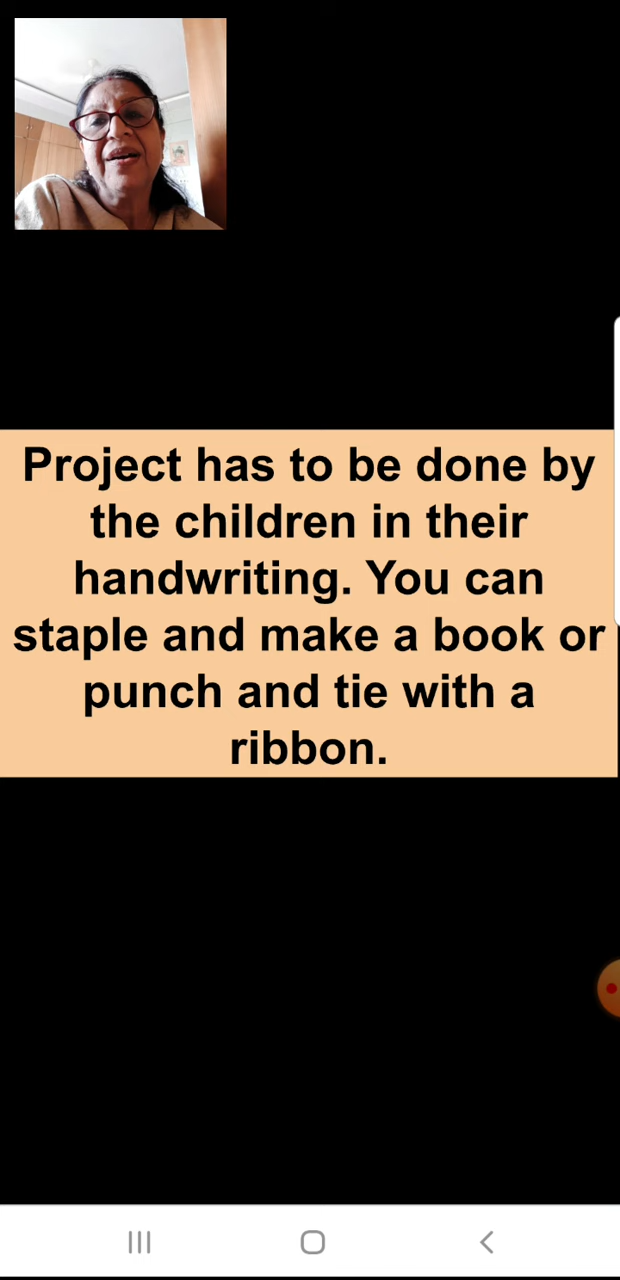 Project has to be done by
the children in their
handwriting. You can
staple and make a book or
punch and tie with a
ribbon.